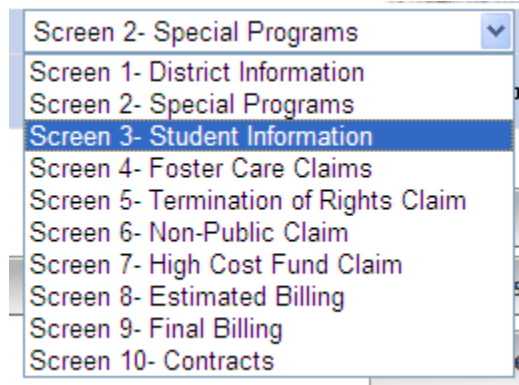 Screen 2- Special Programs
Screen 1- District Information
Screen 2- Special Programs
Screen 3- Student Information
Screen 4- Foster Care Claims
Screen 5- Termination of Rights Claim
Screen 6- Non-Public Claim
Screen 7- High Cost Fund Claim
Screen 8- Estimated Billing
Screen 9- Final Billing
Screen 10- Contracts